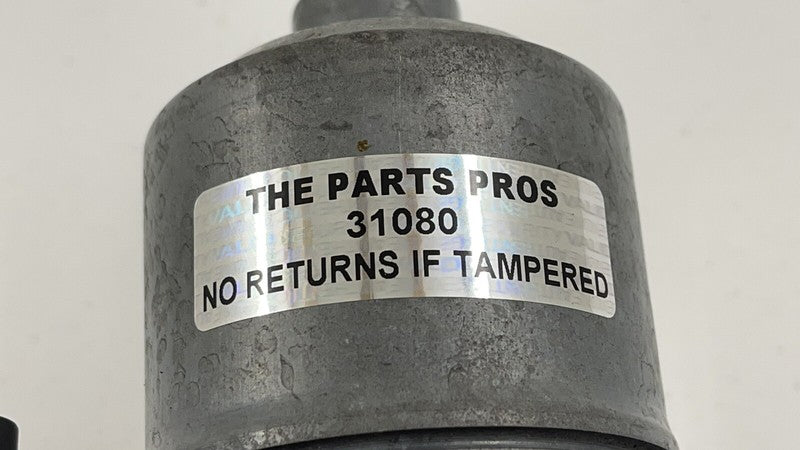 THE PARTS PROS
31080
NO RETURNS IF TAMPERED